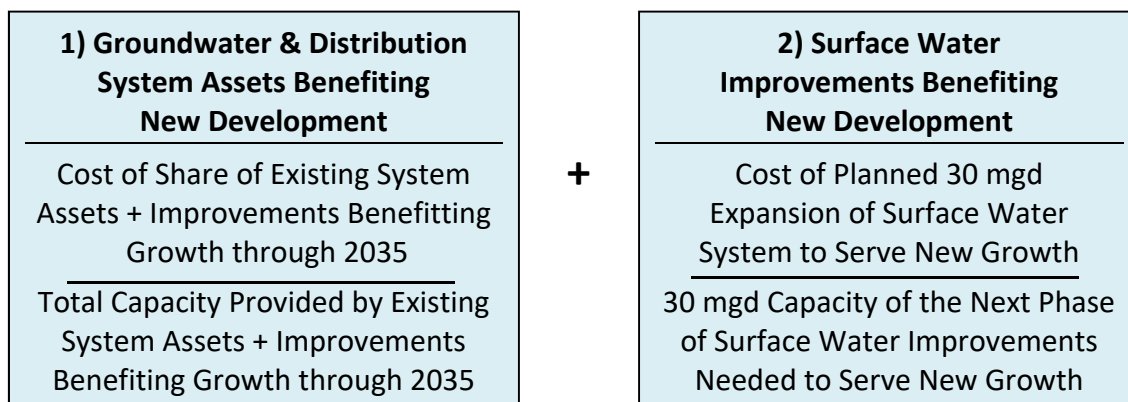 1) Groundwater & Distribution
System Assets Benefiting
New Development
Cost of Share of Existing System
Assets + Improvements Benefitting
Growth through 2035
Total Capacity Provided by Existing
System Assets + Improvements
Benefiting Growth through 2035
+
2) Surface Water
Improvements Benefiting
New Development
Cost of Planned 30 mgd
Expansion of Surface Water
System to Serve New Growth
30 mgd Capacity of the Next Phase
of Surface Water Improvements
Needed to Serve New Growth